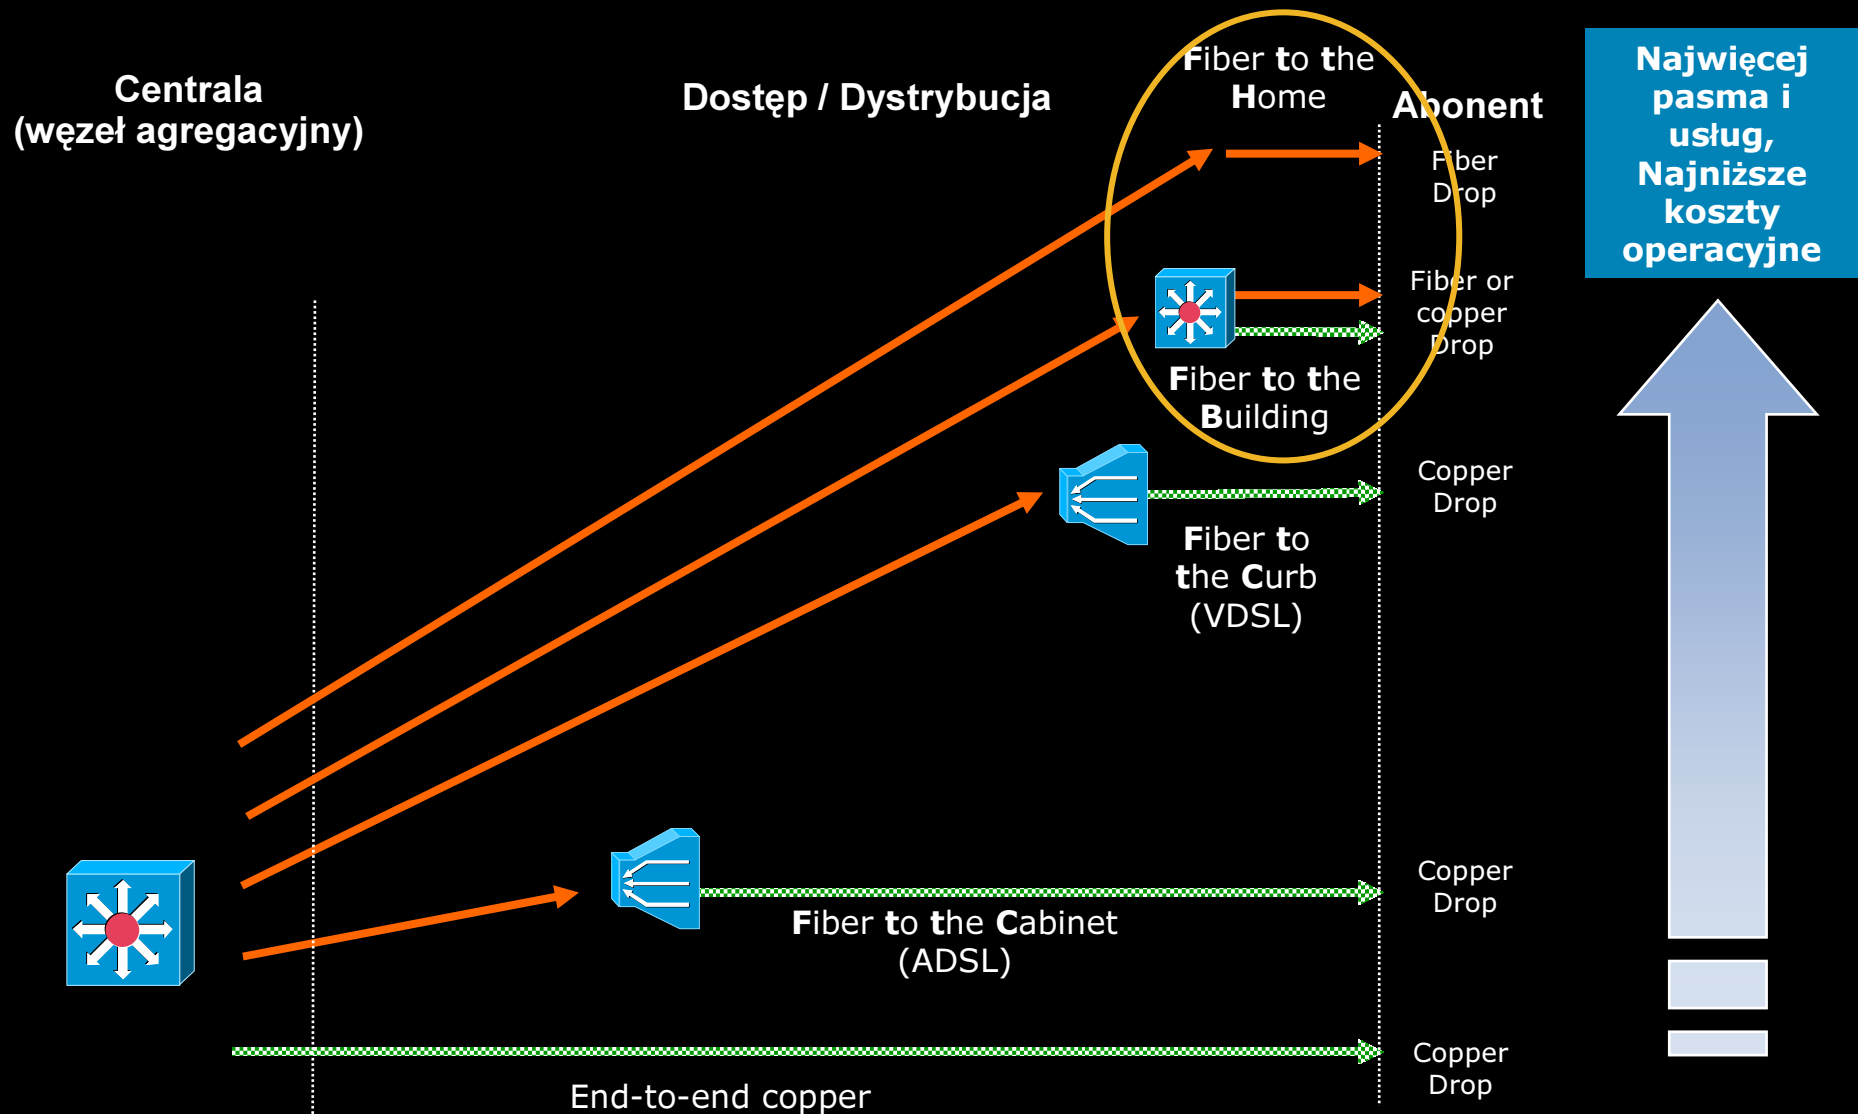 Centrala
(węzeł agregacyjny)
Dostęp / Dystrybucja
Fiber to the
Home
Abonent
Fiber
Drop
Najwięcej
pasma i
usług,
Najniższe
koszty
operacyjne
Fiber or
copper
Drop
Fiber to the
Building
Copper
Drop
Fiber to
the Curb
(VDSL)
Copper
Drop
Fiber to the Cabinet
(ADSL)
Copper
Drop
End-to-end copper